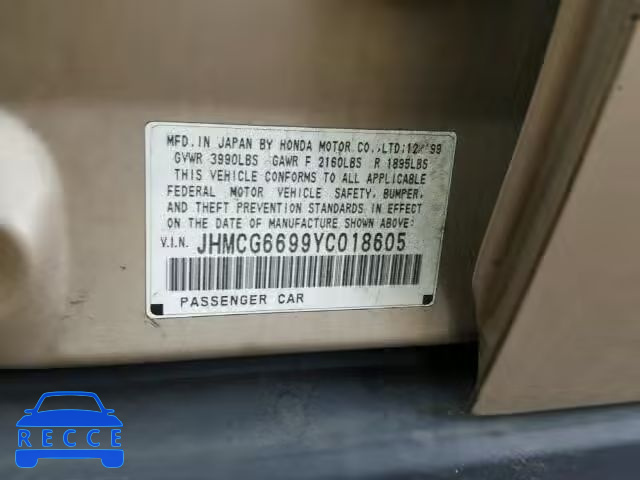 MFD. IN JAPAN BY HONDA MOTOR CO., LTD: 12/'99
GVWR 3990LBS GAWR F 2160LBS R 1895LBS
THIS VEHICLE CONFORMS TO ALL APPLICABLE
FEDERAL MOTOR VEHICLE SAFETY, BUMPER,
AND THEFT PREVENTION STANDARDS IN EFFECT
ON THE DATE OF MANUFACTURE SHOWN ABOVE:
V.I.N. JHMCG6699YC018605
PASSENGER CAR
RECCE